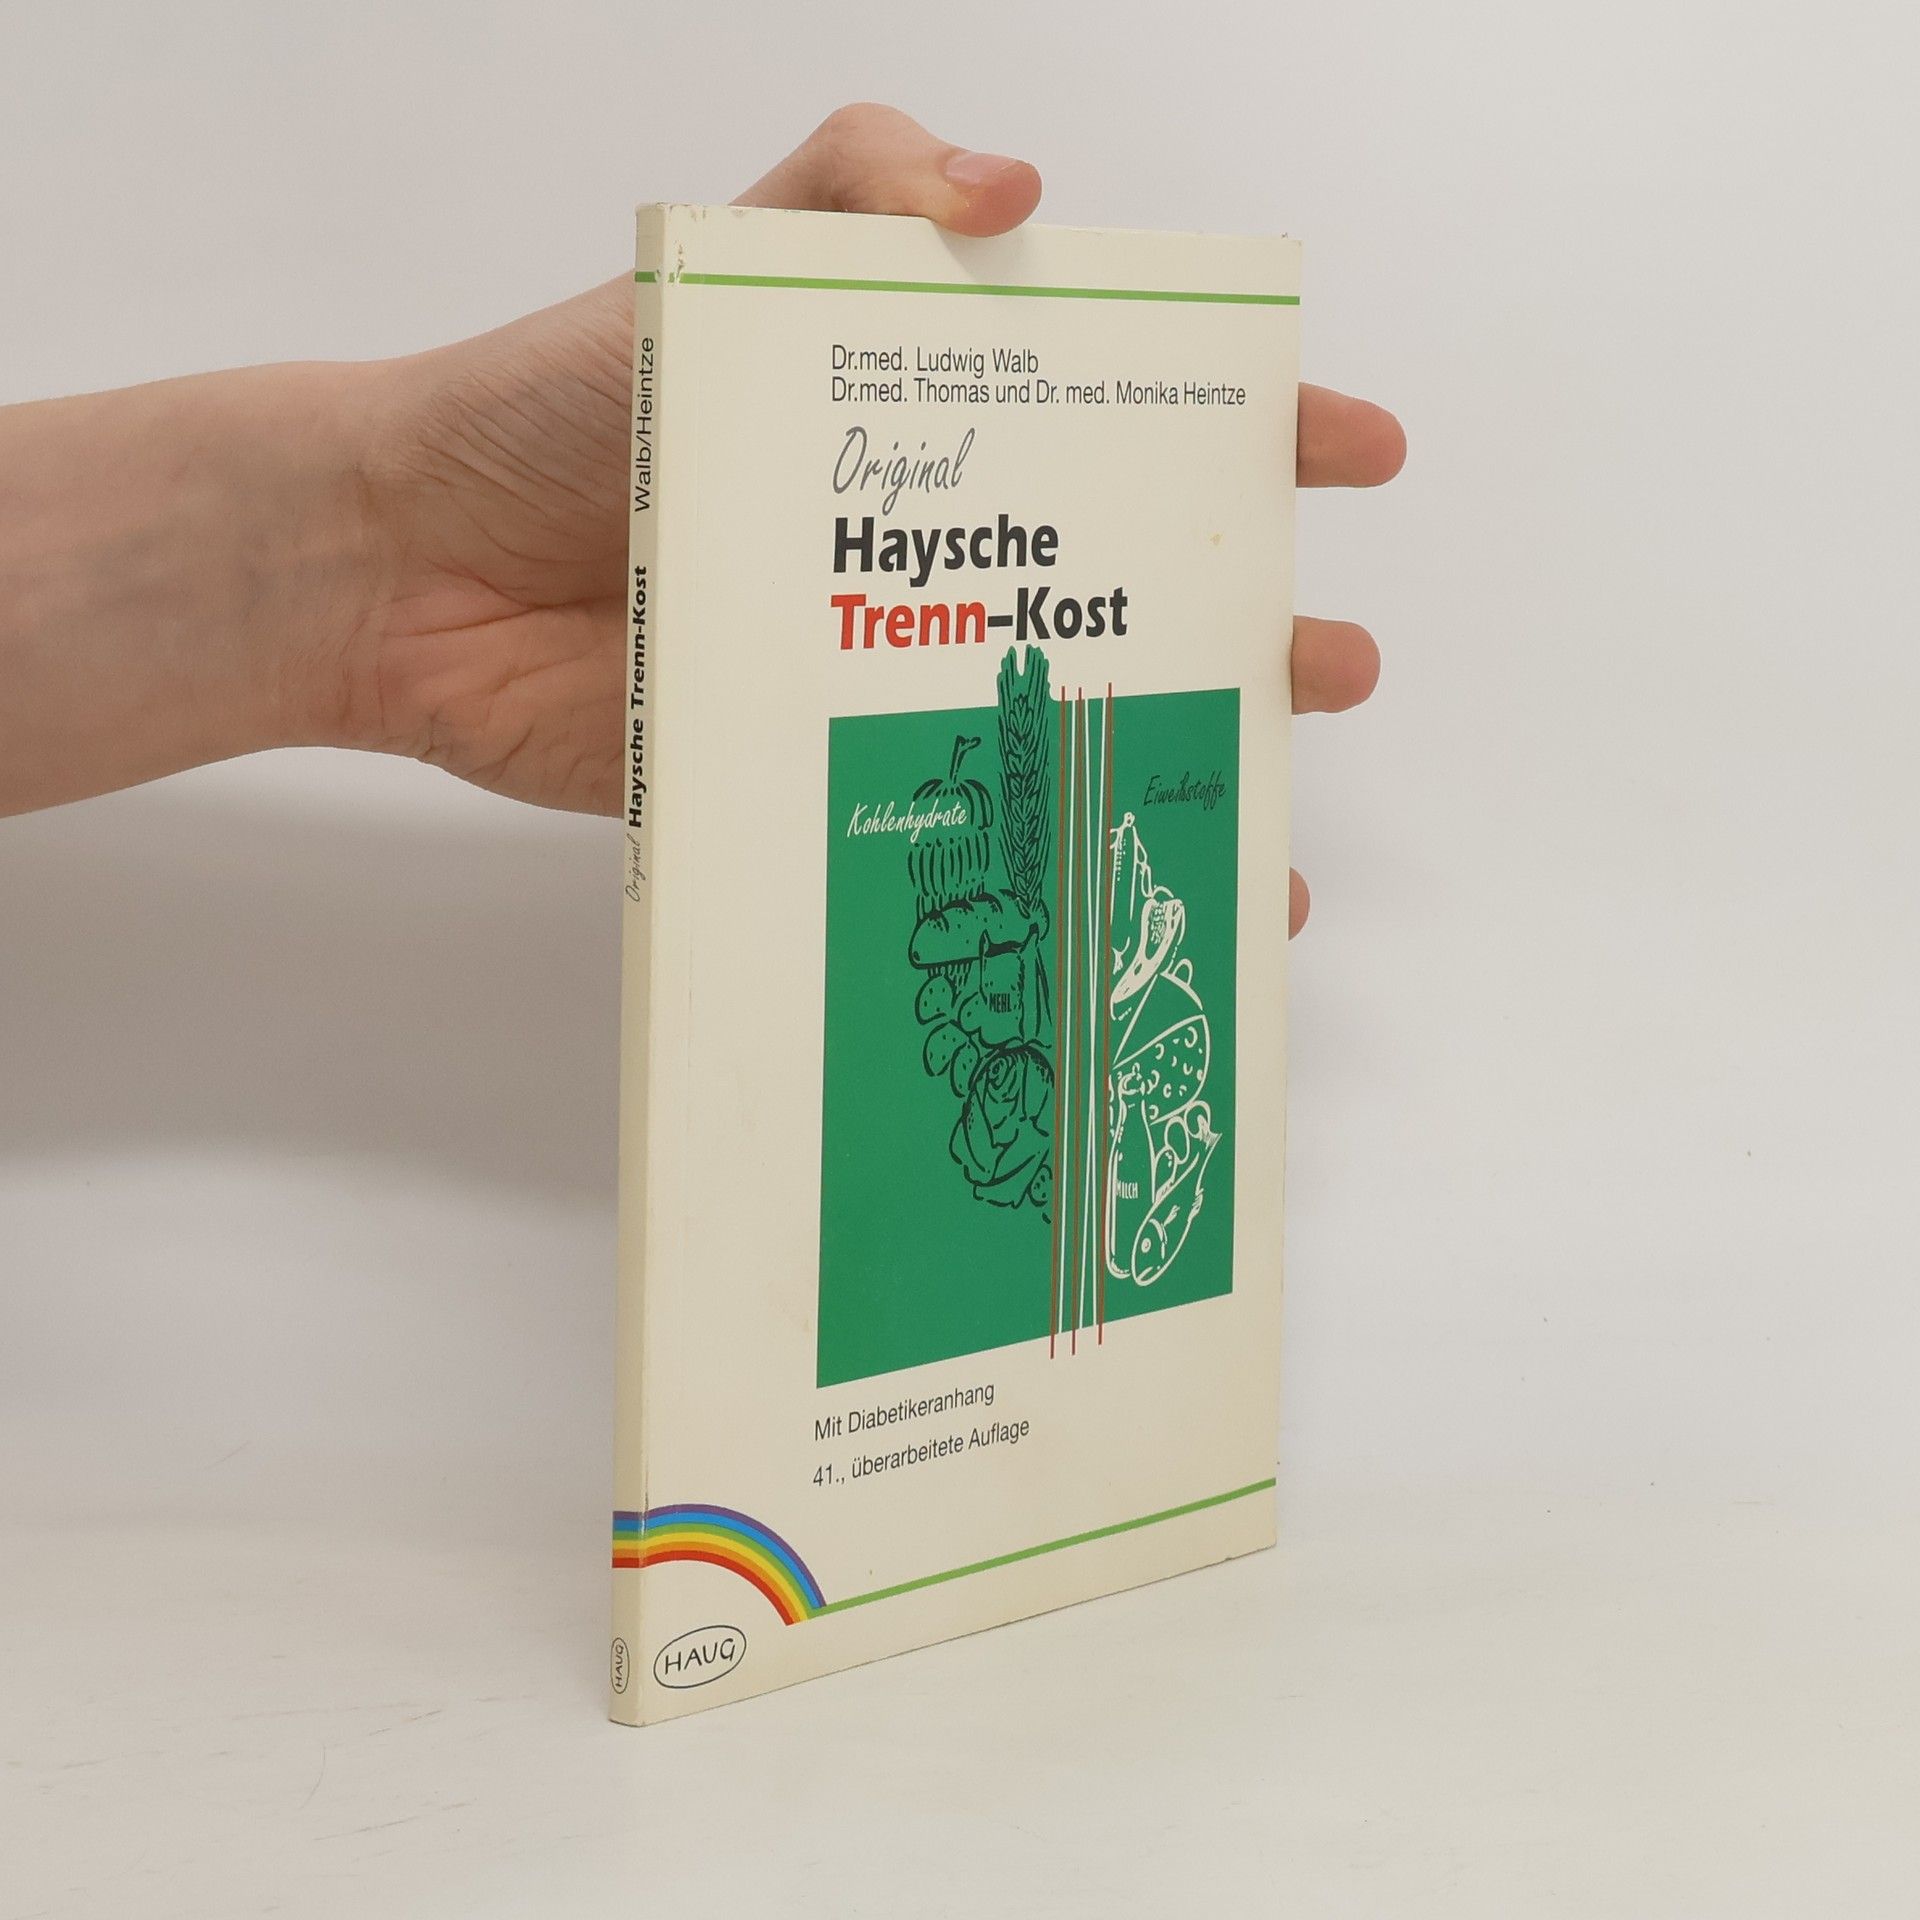 Dr.med. Ludwig Walb
Dr.med. Thomas und Dr. med. Monika Heintze
Original
Haysche
Trenn-Kost
Kohlenhydrate
Eiweißstoffe
MEHL
MILCH
Mit Diabetikeranhang
41., überarbeitete Auflage
HAUG
Original Haysche Trenn-Kost Walb/Heintze
HAUG